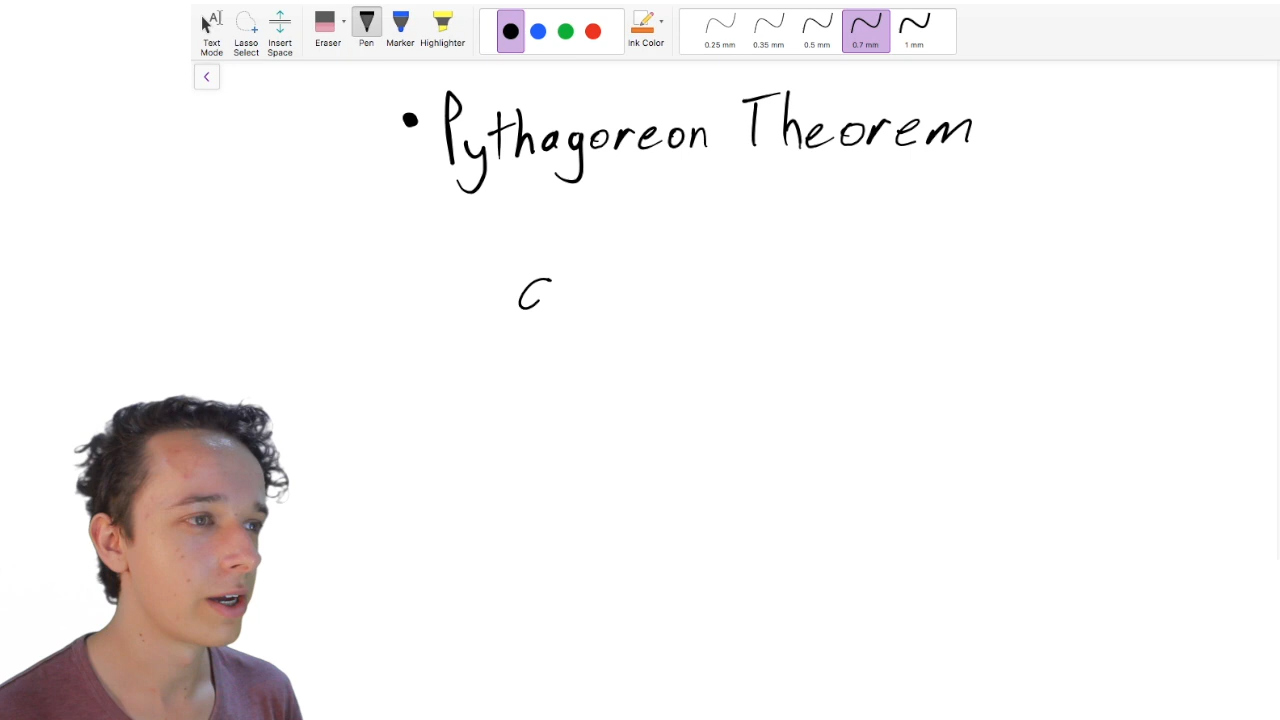 Text Mode
Lasso Select
Insert Space
Eraser
Pen
Marker
Highlighter
Ink Color
0.25 mm
0.35 mm
0.5 mm
0.7 mm
1 mm
• Pythagoreon Theorem
c